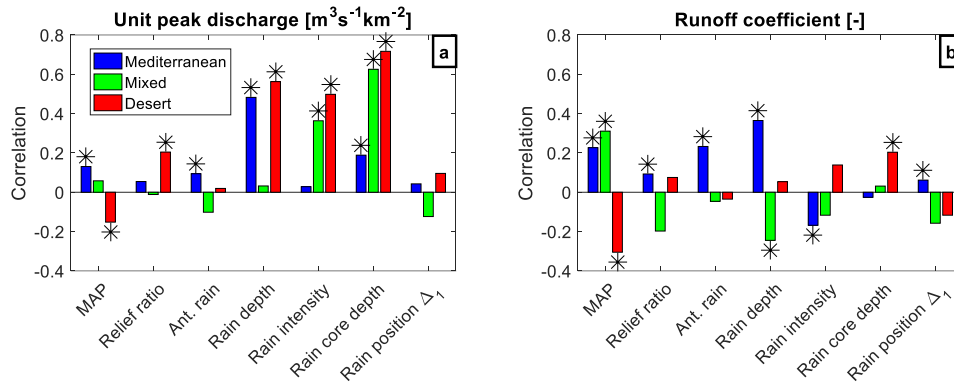 Unit peak discharge [m³s⁻¹km⁻²]
a
Mediterranean
Mixed
Desert
Correlation
0.8
0.6
0.4
0.2
0
-0.2
-0.4
MAP
Relief ratio
Ant. rain
Rain depth
Rain intensity
Rain core depth
Rain position Δ₁
Runoff coefficient [-]
b
Correlation
0.8
0.6
0.4
0.2
0
-0.2
-0.4
MAP
Relief ratio
Ant. rain
Rain depth
Rain intensity
Rain core depth
Rain position Δ₁